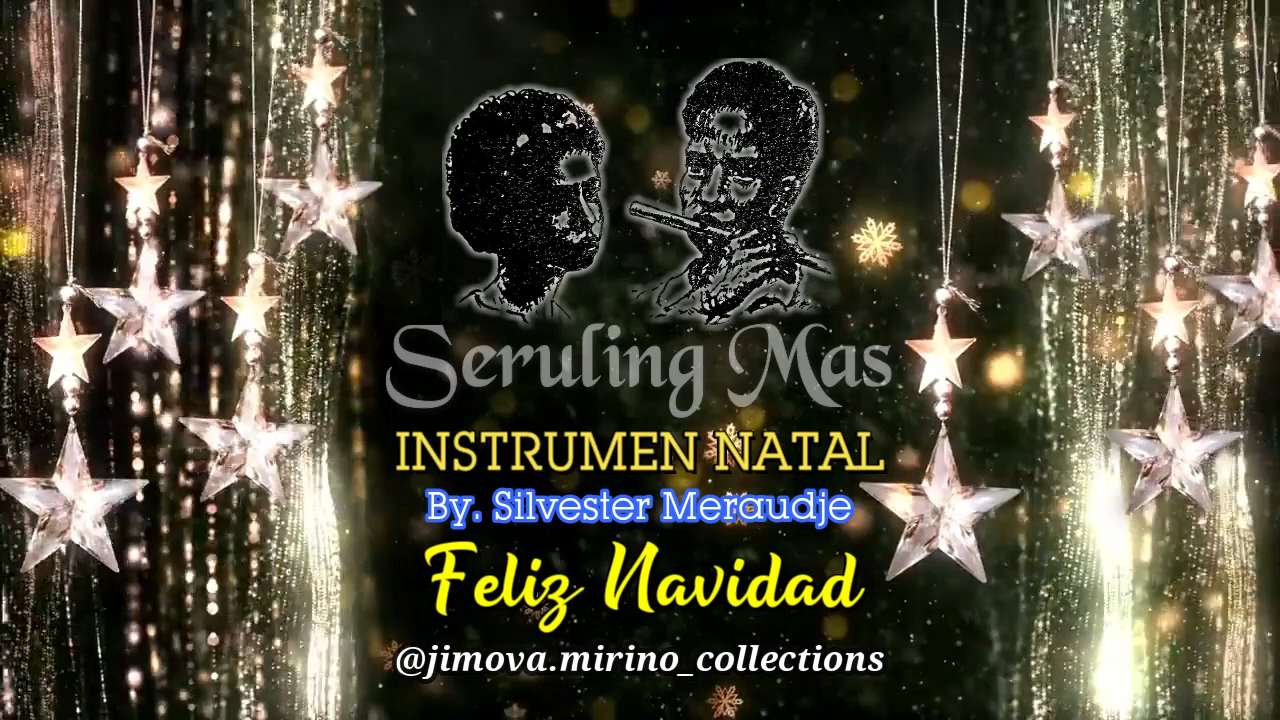 Seruling Mas
INSTRUMEN NATAL
By. Silvester Meraudje
Feliz Navidad
@jimova.mirino_collections